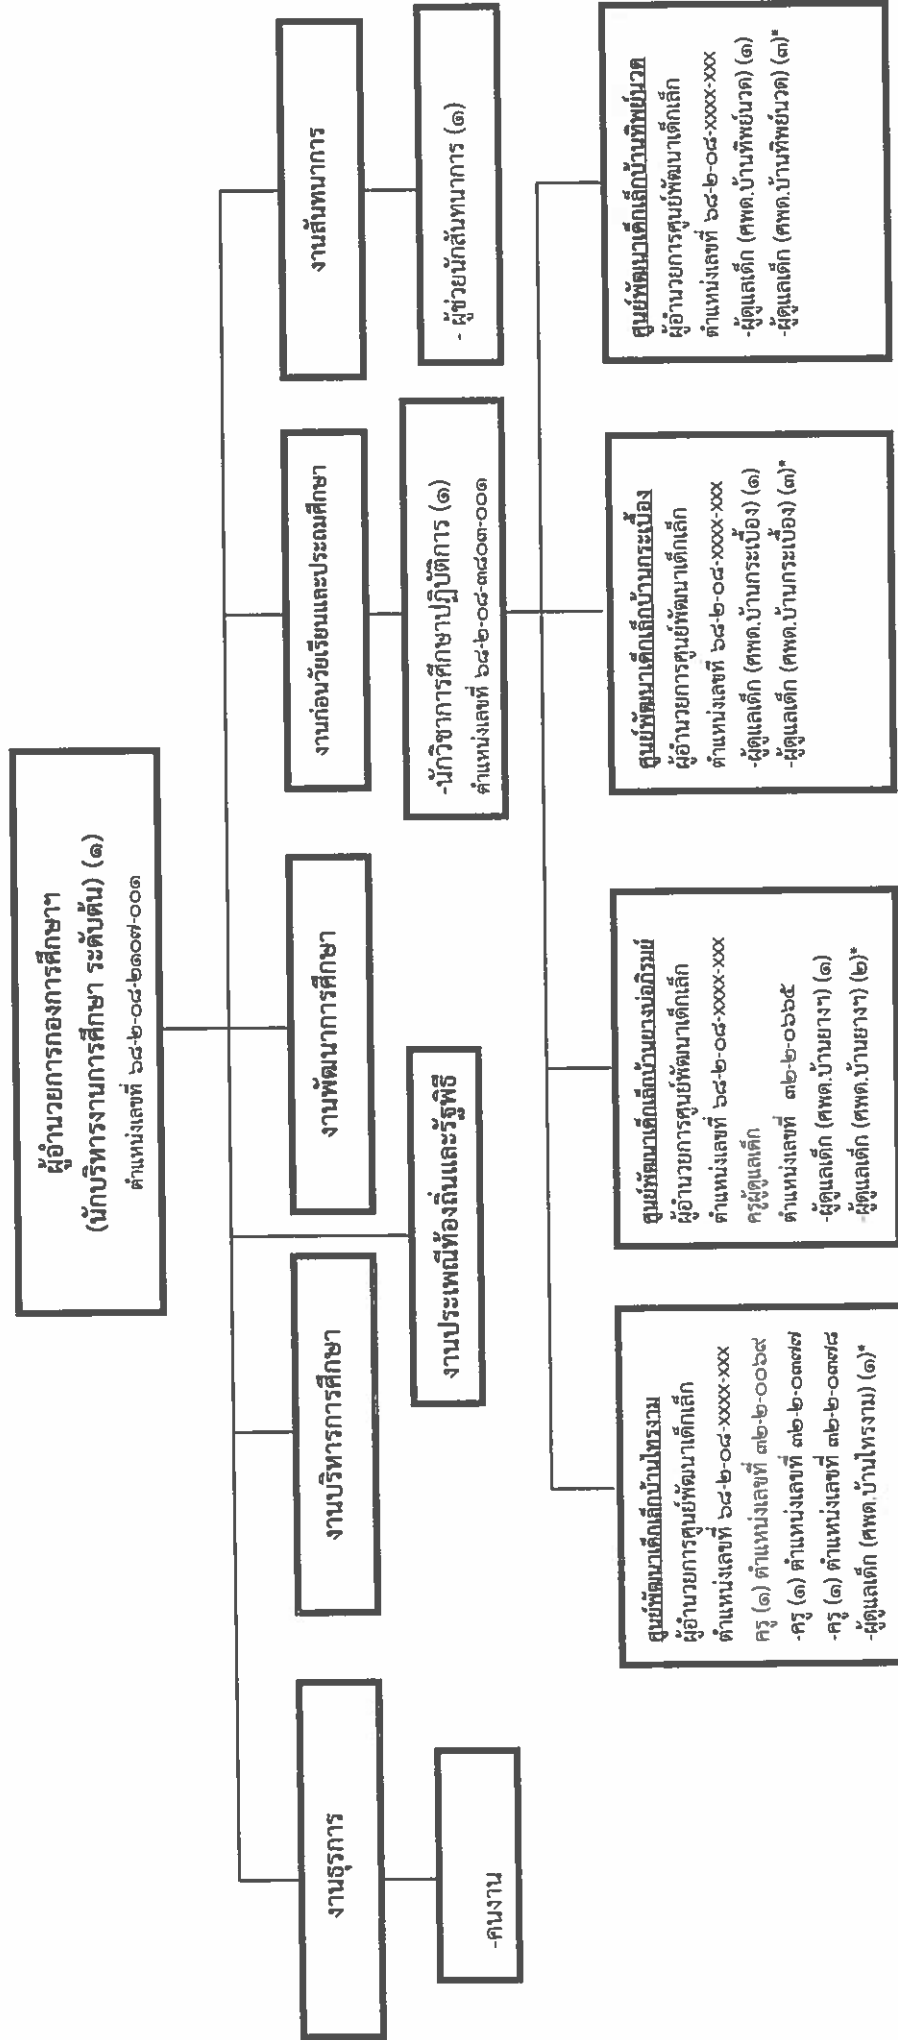 ผู้อำนวยการกองการศึกษาฯ
(นักบริหารงานการศึกษา ระดับต้น) (๑)
ตำแหน่งเลขที่ ๖๘-๒-๐๘-๒๑๐๗-๐๐๑
งานธุรการ
งานบริหารการศึกษา
งานพัฒนาการศึกษา
งานก่อนวัยเรียนและประถมศึกษา
งานสันทนาการ
-คนงาน
งานประเพณีท้องถิ่นและรัฐพิธี
-นักวิชาการศึกษาปฏิบัติการ (๑)
ตำแหน่งเลขที่ ๖๘-๒-๐๘-๓๘๐๓-๐๐๑
- ผู้ช่วยนักสันทนาการ (๑)
ศูนย์พัฒนาเด็กเล็กบ้านไทรงาม
ผู้อำนวยการศูนย์พัฒนาเด็กเล็ก
ตำแหน่งเลขที่ ๖๘-๒-๐๘-xxxx-xxx
ครู (๑) ตำแหน่งเลขที่ ๓๒-๒-๐๐๖๙
-ครู (๑) ตำแหน่งเลขที่ ๓๒-๒-๐๓๗๗
-ครู (๑) ตำแหน่งเลขที่ ๓๒-๒-๐๓๗๘
-ผู้ดูแลเด็ก (ศพด.บ้านไทรงาม) (๑)*
ศูนย์พัฒนาเด็กเล็กบ้านยางบ่อภิรมย์
ผู้อำนวยการศูนย์พัฒนาเด็กเล็ก
ตำแหน่งเลขที่ ๖๘-๒-๐๘-xxxx-xxx
ครูผู้ดูแลเด็ก
ตำแหน่งเลขที่ ๓๒-๒-๐๖๖๕
-ผู้ดูแลเด็ก (ศพด.บ้านยางฯ) (๑)
-ผู้ดูแลเด็ก (ศพด.บ้านยางฯ) (๒)*
ศูนย์พัฒนาเด็กเล็กบ้านกระเบื้อง
ผู้อำนวยการศูนย์พัฒนาเด็กเล็ก
ตำแหน่งเลขที่ ๖๘-๒-๐๘-xxxx-xxx
-ผู้ดูแลเด็ก (ศพด.บ้านกระเบื้อง) (๑)
-ผู้ดูแลเด็ก (ศพด.บ้านกระเบื้อง) (๓)*
ศูนย์พัฒนาเด็กเล็กบ้านทิพย์นวด
ผู้อำนวยการศูนย์พัฒนาเด็กเล็ก
ตำแหน่งเลขที่ ๖๘-๒-๐๘-xxxx-xxx
-ผู้ดูแลเด็ก (ศพด.บ้านทิพย์นวด) (๑)
-ผู้ดูแลเด็ก (ศพด.บ้านทิพย์นวด) (๓)*